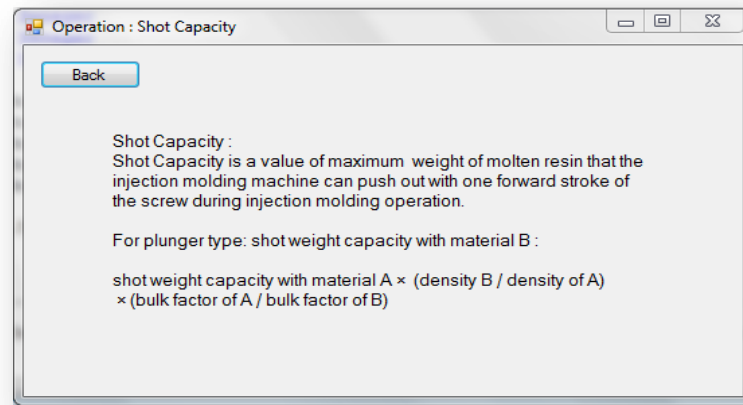 Operation : Shot Capacity
Back
Shot Capacity :
Shot Capacity is a value of maximum weight of molten resin that the
injection molding machine can push out with one forward stroke of
the screw during injection molding operation.
For plunger type: shot weight capacity with material B :
shot weight capacity with material A × (density B / density of A)
× (bulk factor of A / bulk factor of B)